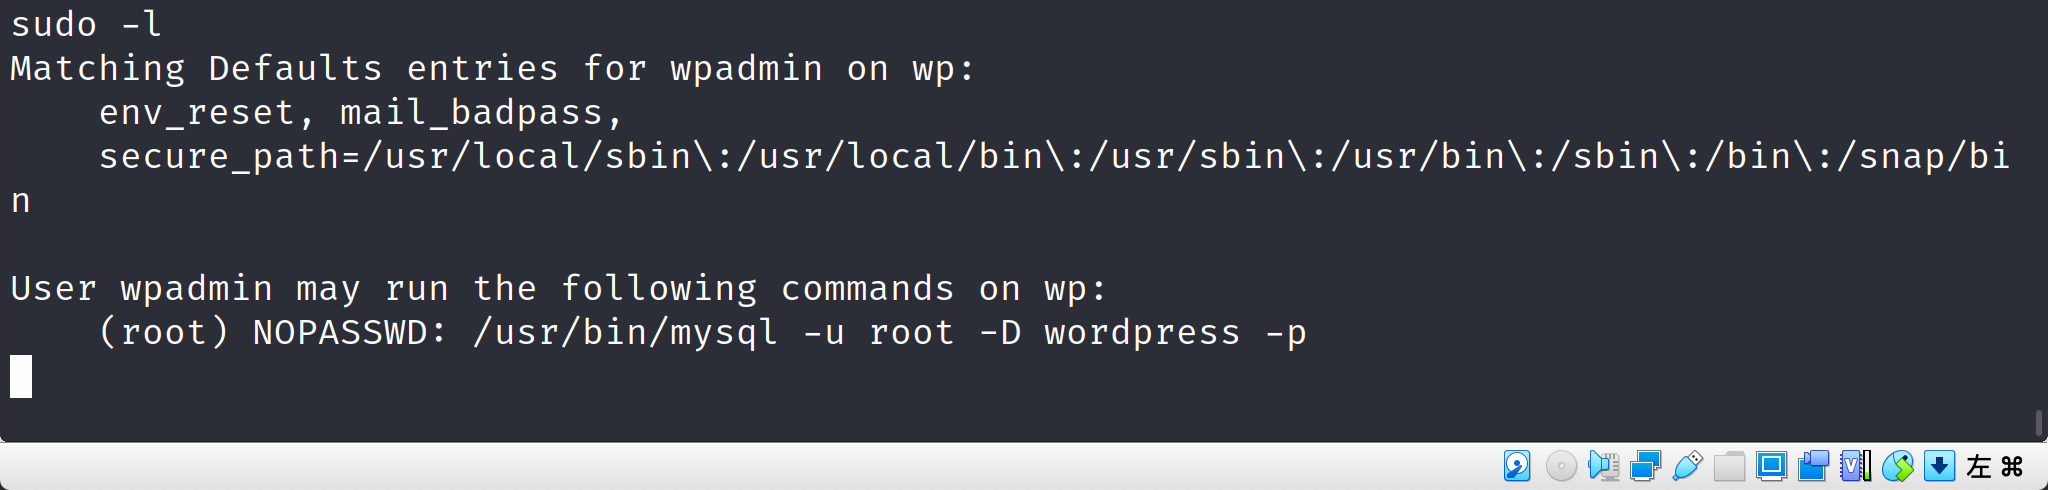 sudo -l
Matching Defaults entries for wpadmin on wp:
    env_reset, mail_badpass,
    secure_path=/usr/local/sbin\:/usr/local/bin\:/usr/sbin\:/usr/bin\:/sbin\:/bin\:/snap/bi
n

User wpadmin may run the following commands on wp:
    (root) NOPASSWD: /usr/bin/mysql -u root -D wordpress -p
左 ⌘